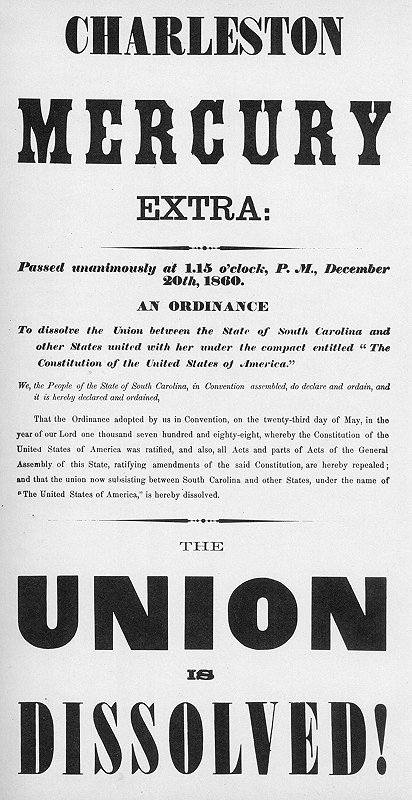 CHARLESTON
MERCURY
EXTRA:
Passed unanimously at 1.15 o'clock, P. M., December
20th, 1860.
AN ORDINANCE
To dissolve the Union between the State of South Carolina and
other States united with her under the compact entitled “The
Constitution of the United States of America.”
We, the People of the State of South Carolina, in Convention assembled, do declare and ordain, and
it is hereby declared and ordained,
That the Ordinance adopted by us in Convention, on the twenty-third day of May, in the
year of our Lord one thousand seven hundred and eighty-eight, whereby the Constitution of the
United States of America was ratified, and also, all Acts and parts of Acts of the General
Assembly of this State, ratifying amendments of the said Constitution, are hereby repealed;
and that the union now subsisting between South Carolina and other States, under the name of
“The United States of America,” is hereby dissolved.
THE
UNION
IS
DISSOLVED!